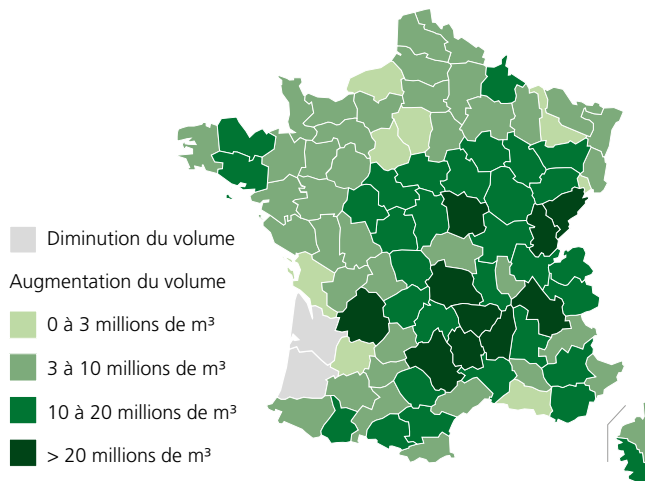 Diminution du volume
Augmentation du volume
0 à 3 millions de m³
3 à 10 millions de m³
10 à 20 millions de m³
> 20 millions de m³